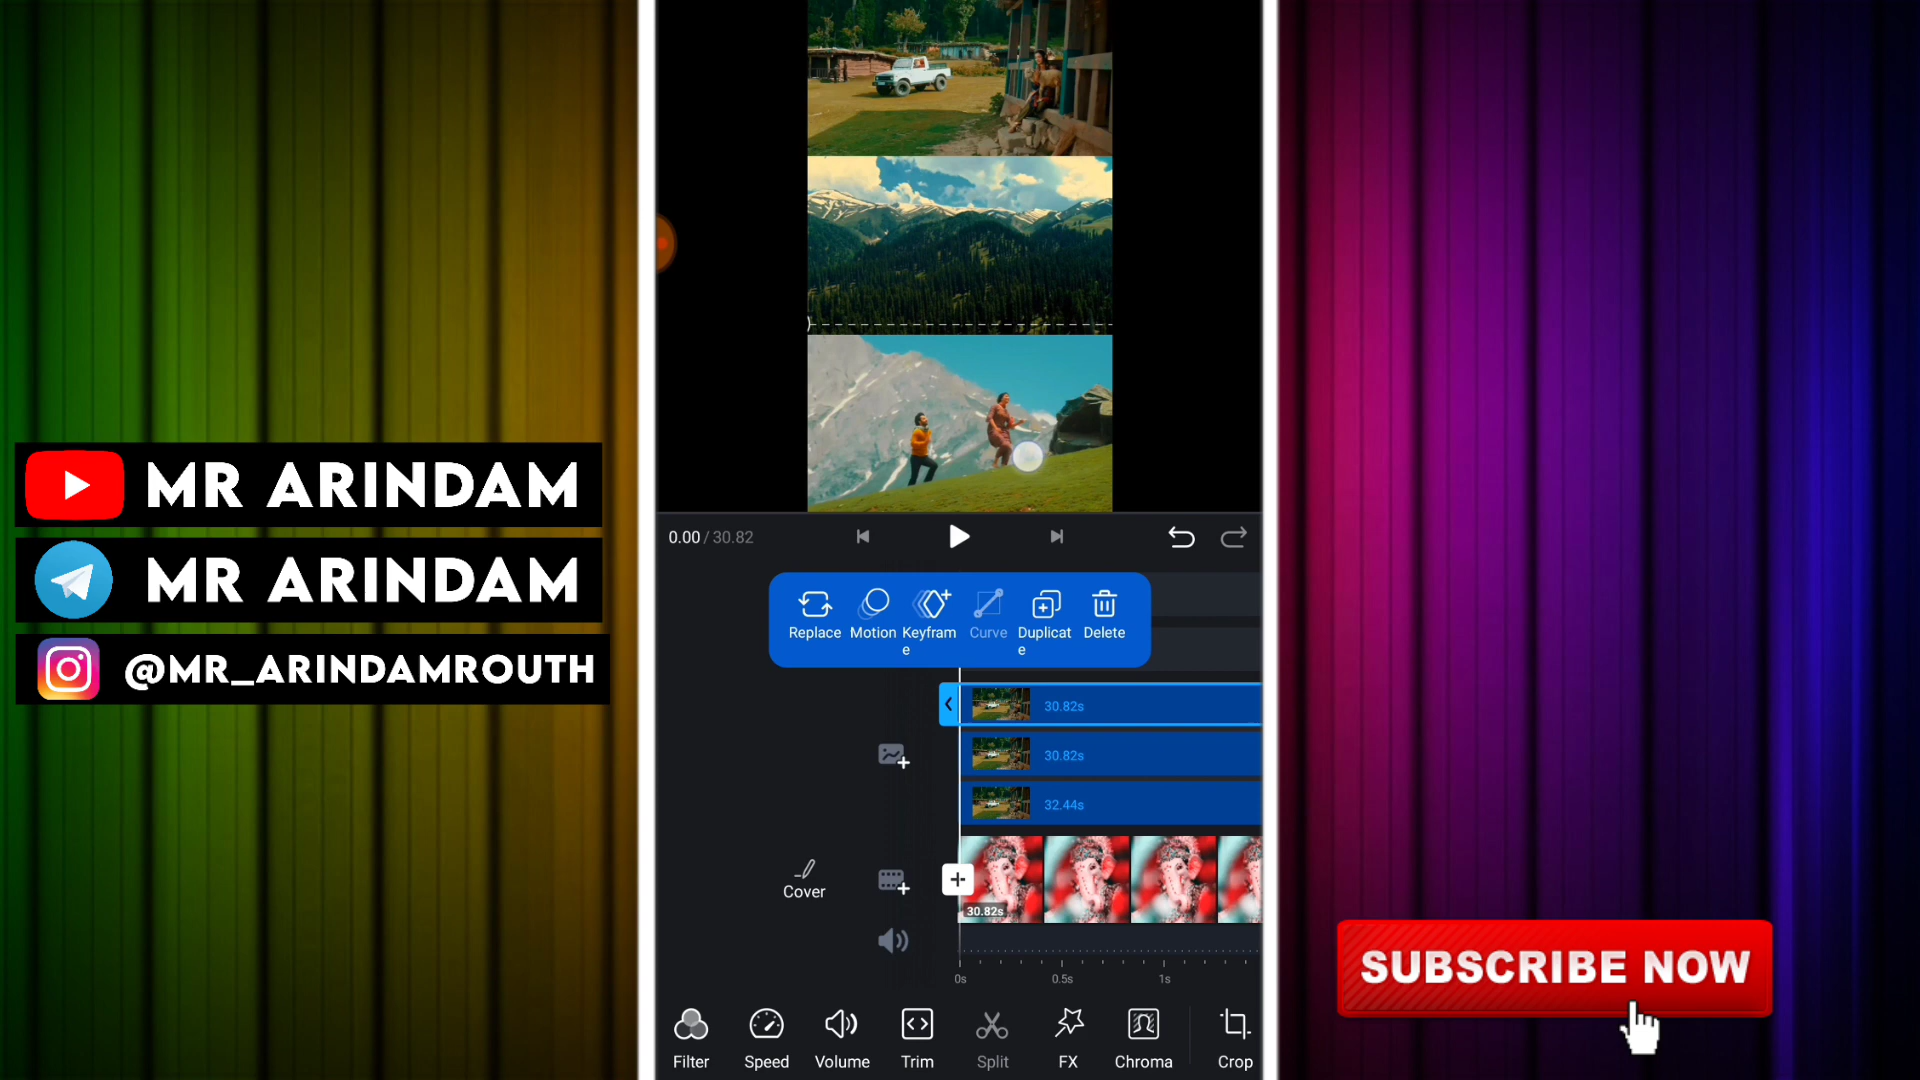 MR ARINDAM
MR ARINDAM
@MR_ARINDAMROUTH
0.00 / 30.82
Replace
Motion
Keyfram
e
Curve
Duplicat
e
Delete
30.82s
30.82s
32.44s
Cover
30.82s
0s
0.5s
1s
Filter
Speed
Volume
Trim
Split
FX
Chroma
Crop
SUBSCRIBE NOW